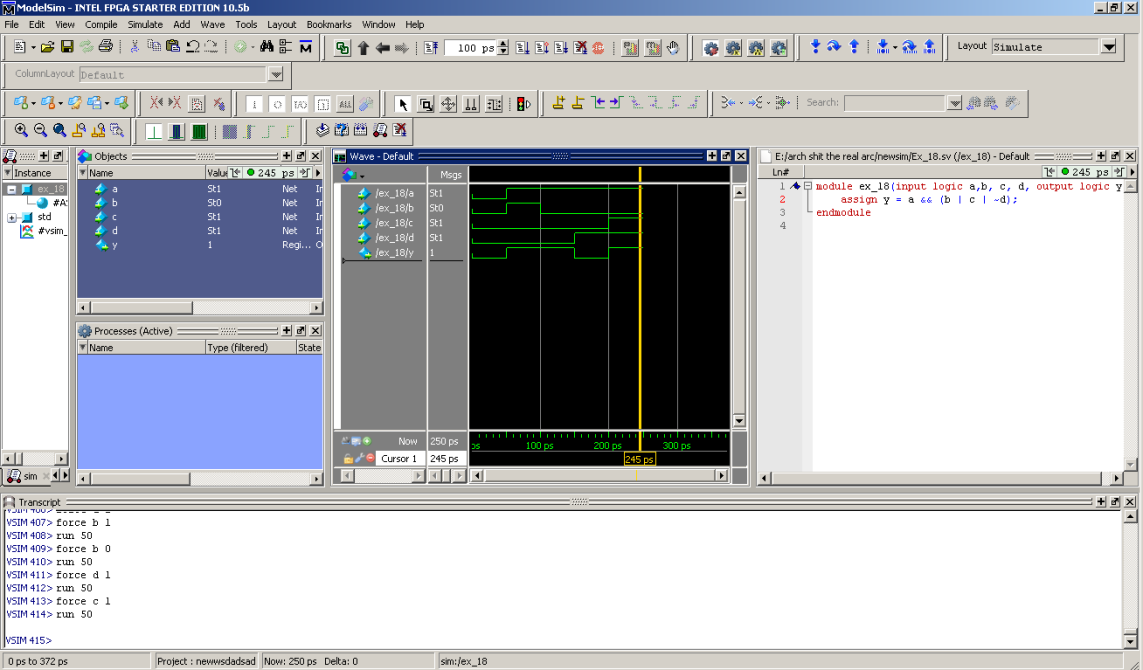 ModelSim - INTEL FPGA STARTER EDITION 10.5b
File Edit View Compile Simulate Add Wave Tools Layout Bookmarks Window Help
100 ps
Layout Simulate
ColumnLayout Default
Search:
Instance
ex_18
#A
std
#vsim_
sim
Objects
Name Valu 245 ps
a St1 Net Ir
b St0 Net Ir
c St1 Net Ir
d St1 Net Ir
y 1 Regi... O
Processes (Active)
Name Type (filtered) State
Wave - Default
Msgs
/ex_18/a St1
/ex_18/b St0
/ex_18/c St1
/ex_18/d St1
/ex_18/y 1
Now 250 ps
ps 100 ps 200 ps 300 ps
Cursor 1 245 ps
245 ps
E:/arch shit the real arc/newsim/Ex_18.sv (/ex_18) - Default
Ln# 245 ps
1 module ex_18(input logic a,b, c, d, output logic y
2 assign y = a && (b | c | ~d);
3 endmodule
4
Transcript
VSIM 407> force b 1
VSIM 408> run 50
VSIM 409> force b 0
VSIM 410> run 50
VSIM 411> force d 1
VSIM 412> run 50
VSIM 413> force c 1
VSIM 414> run 50
VSIM 415>
0 ps to 372 ps Project : newwsdadsad Now: 250 ps Delta: 0 sim:/ex_18